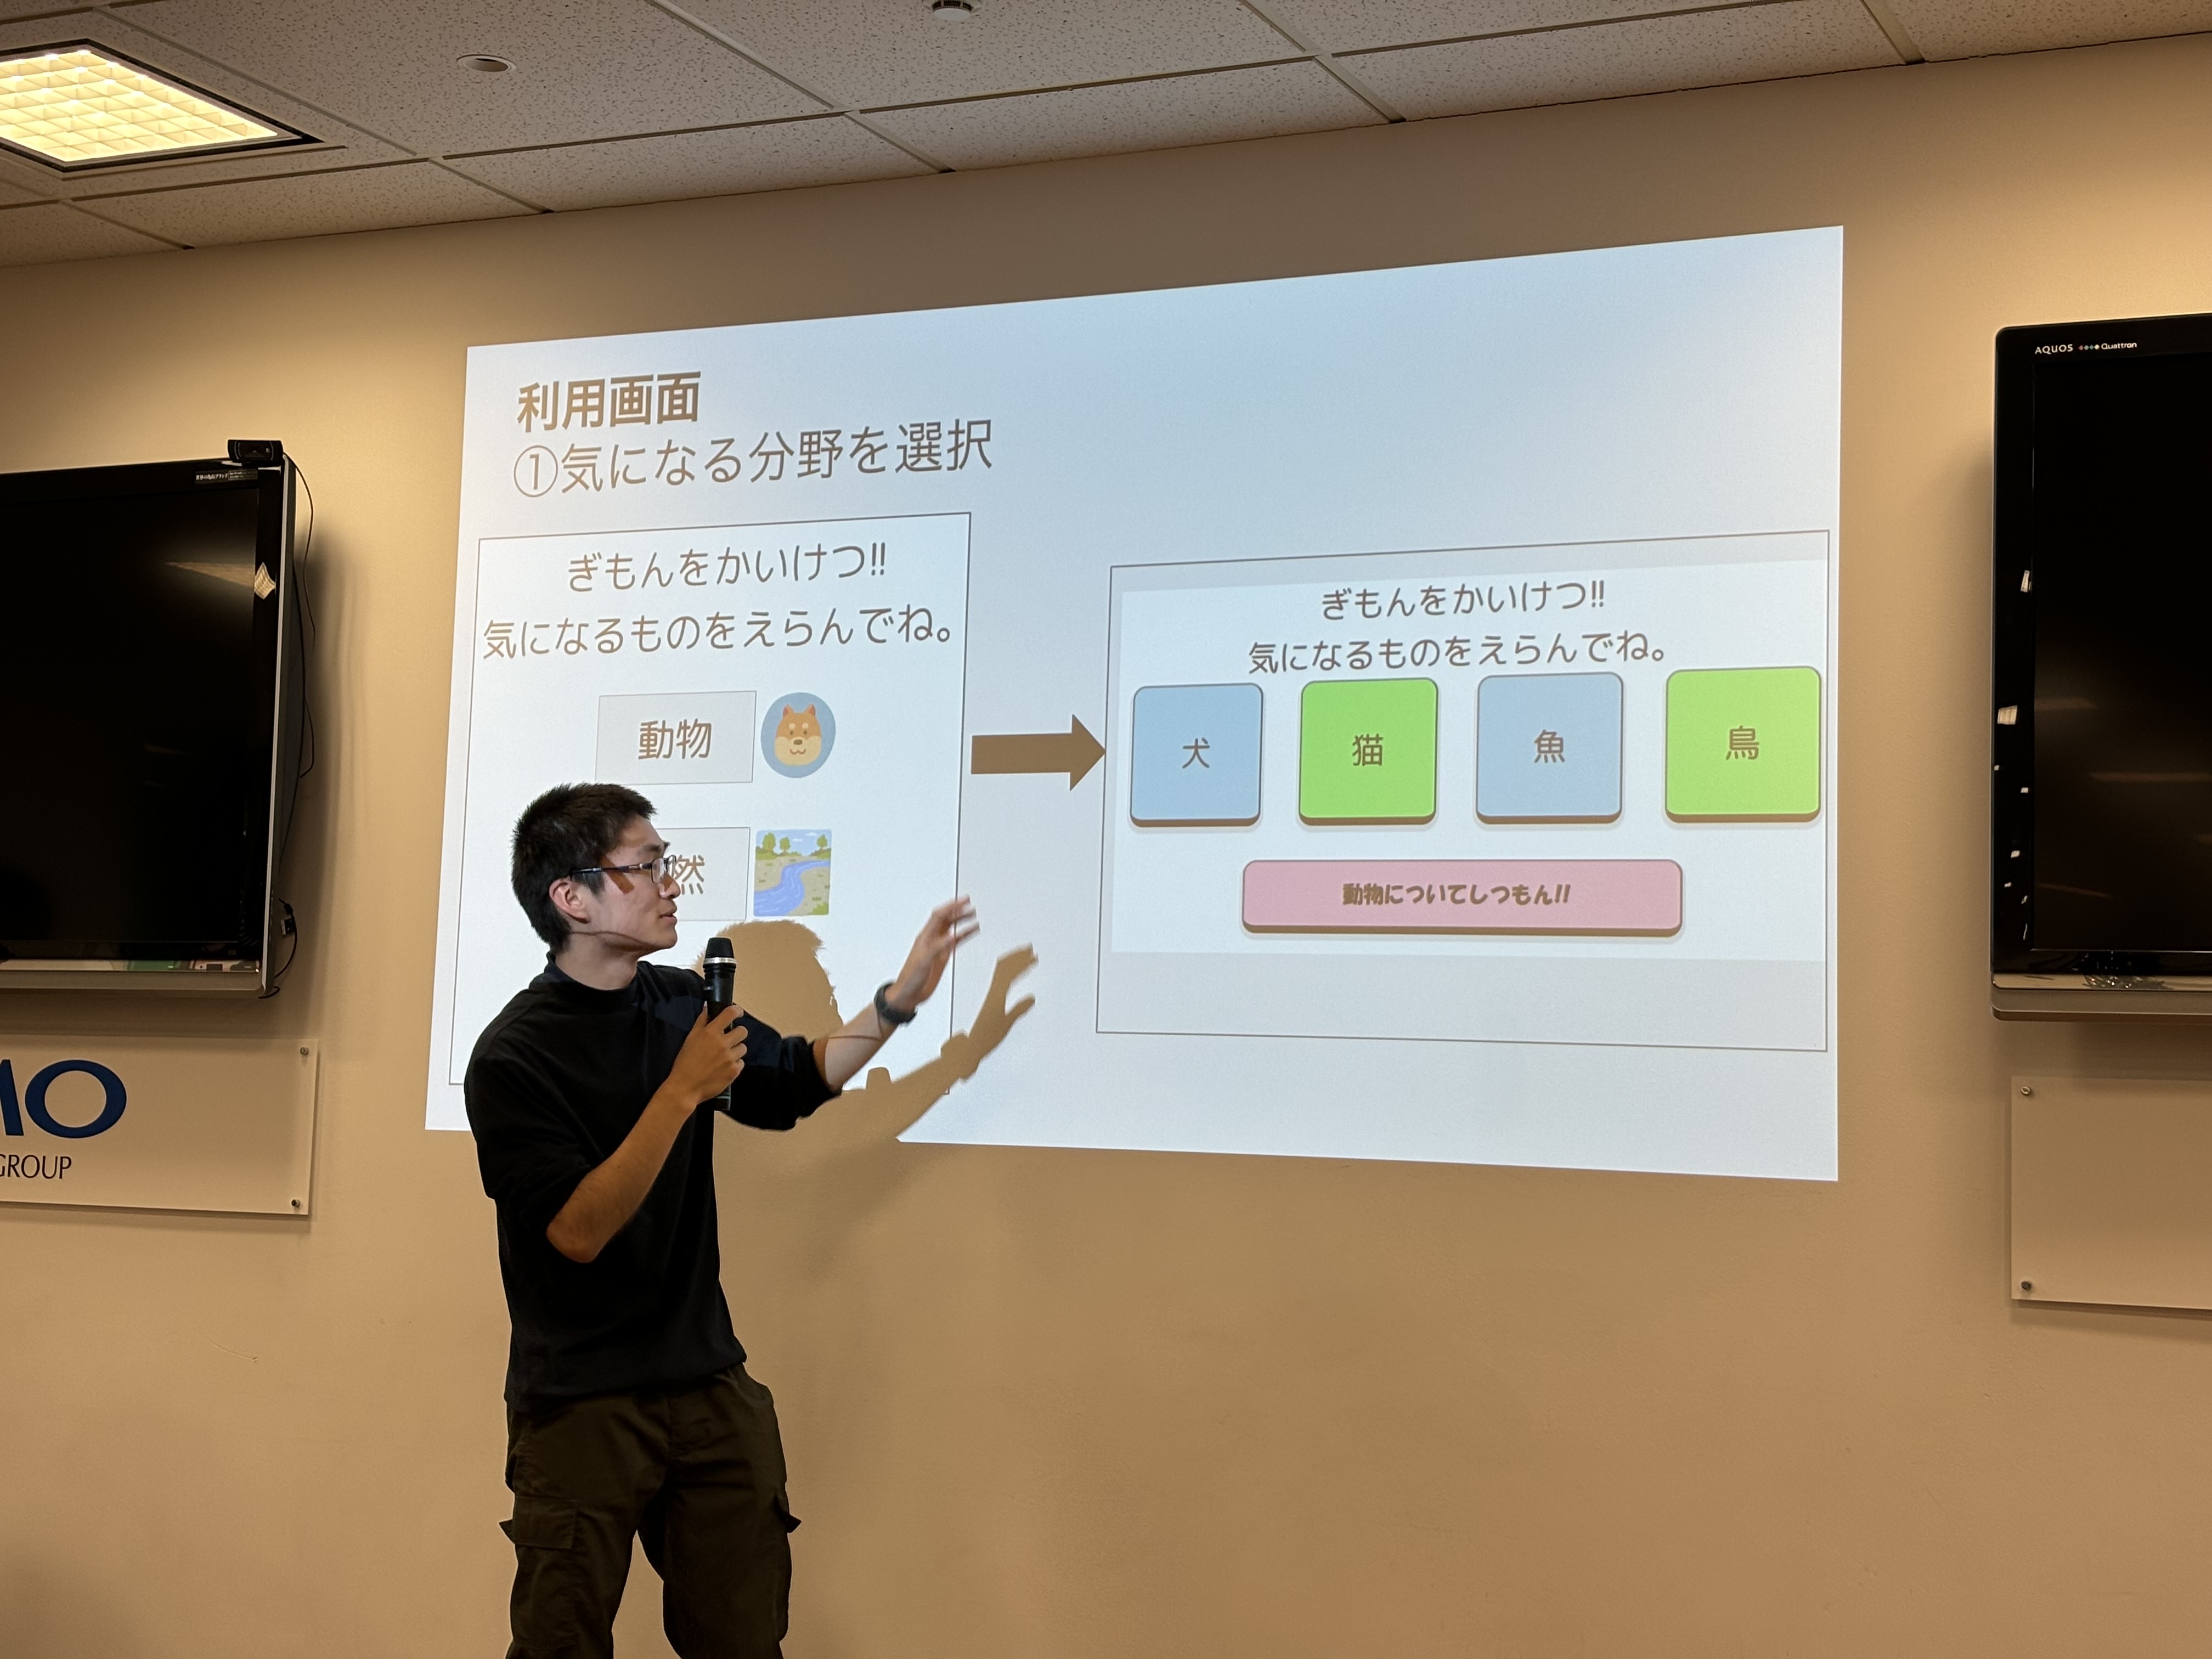 利用画面
①気になる分野を選択
ぎもんをかいけつ!!
気になるものをえらんでね。
動物
然
ぎもんをかいけつ!!
気になるものをえらんでね。
犬
猫
魚
鳥
動物についてしつもん!!
AQUOS Quattron
MO
GROUP